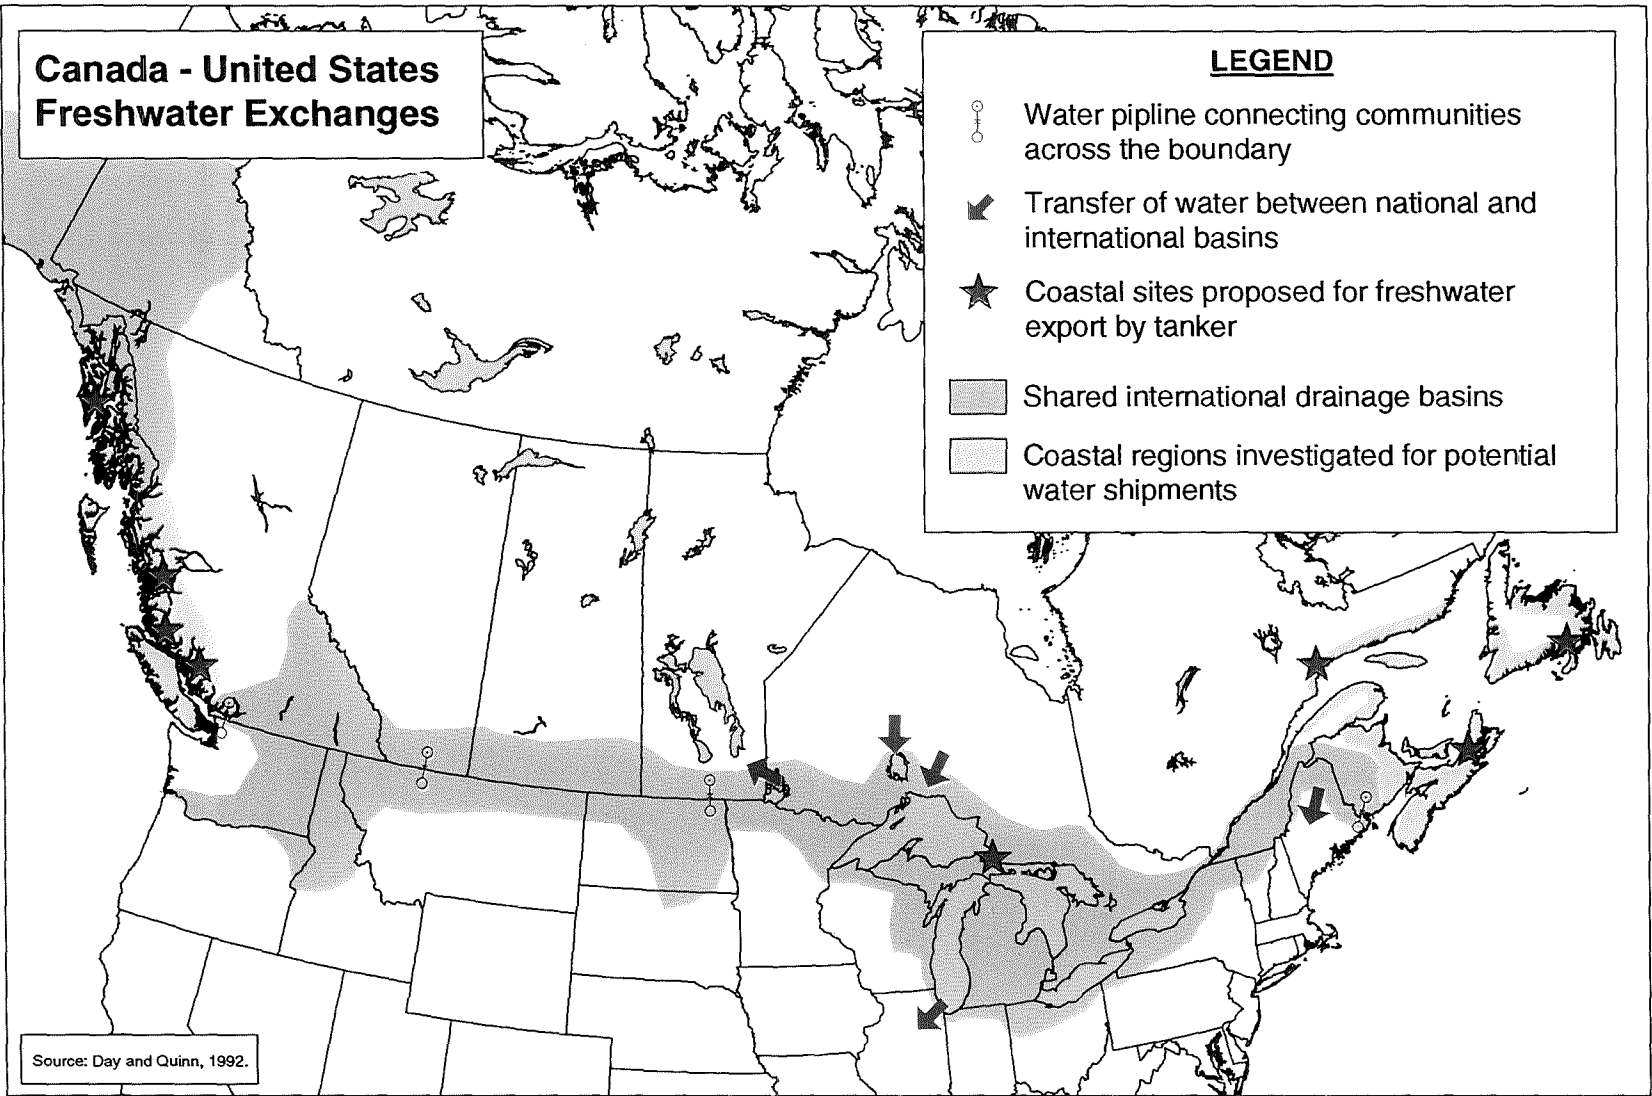 Canada - United States
Freshwater Exchanges
LEGEND
Water pipline connecting communities
across the boundary
Transfer of water between national and
international basins
Coastal sites proposed for freshwater
export by tanker
Shared international drainage basins
Coastal regions investigated for potential
water shipments
Source: Day and Quinn, 1992.